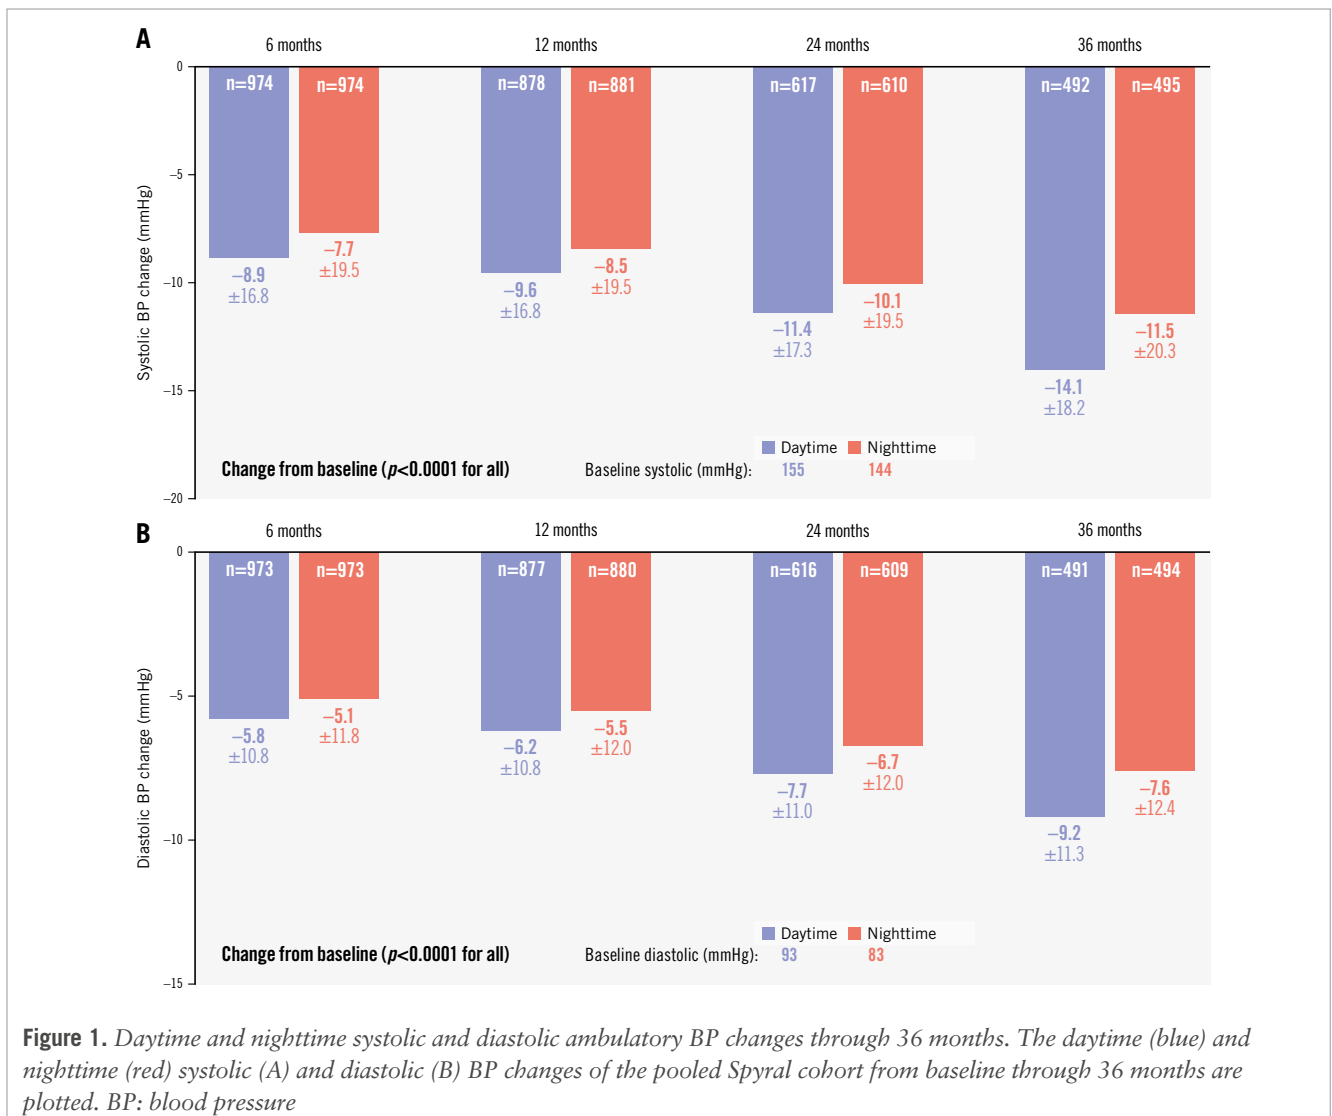 A
6 months 12 months 24 months 36 months
0
n=974 n=974 n=878 n=881 n=617 n=610 n=492 n=495
–5
Systolic BP change (mmHg)
–7.7
±19.5
–8.9
±16.8
–8.5
±19.5
–9.6
±16.8
–10
–10.1
±19.5
–11.4
±17.3
–11.5
±20.3
–14.1
±18.2
–15
Daytime Nighttime
Change from baseline (p<0.0001 for all) Baseline systolic (mmHg): 155 144
–20
B
6 months 12 months 24 months 36 months
0
n=973 n=973 n=877 n=880 n=616 n=609 n=491 n=494
–5
Diastolic BP change (mmHg)
–5.1
±11.8
–5.8
±10.8
–5.5
±12.0
–6.2
±10.8
–6.7
±12.0
–7.7
±11.0
–7.6
±12.4
–9.2
±11.3
–10
Daytime Nighttime
Change from baseline (p<0.0001 for all) Baseline diastolic (mmHg): 93 83
–15
Figure 1. Daytime and nighttime systolic and diastolic ambulatory BP changes through 36 months. The daytime (blue) and
nighttime (red) systolic (A) and diastolic (B) BP changes of the pooled Spyral cohort from baseline through 36 months are
plotted. BP: blood pressure